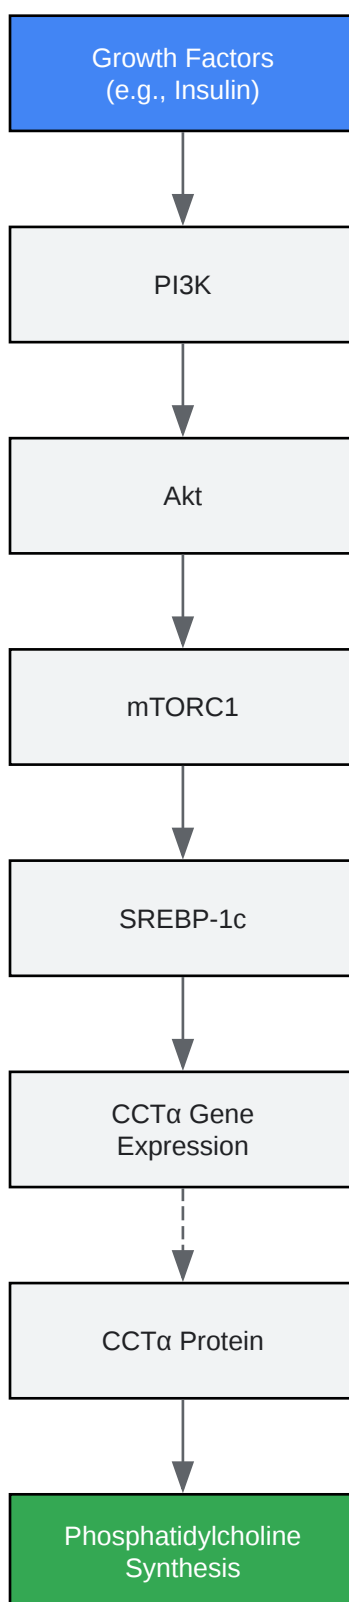 Growth Factors
(e.g., Insulin)
PI3K
Akt
mTORC1
SREBP-1c
CCTα Gene
Expression
CCTα Protein
Phosphatidylcholine
Synthesis